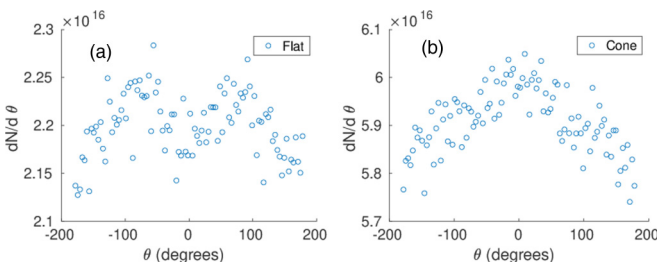 × 10^16
2.3
2.25
2.2
2.15
2.1
dN/d θ
(a)
Flat
-200 -100 0 100 200
θ (degrees)
× 10^16
6.1
6
5.9
5.8
5.7
dN/d θ
(b)
Cone
-200 -100 0 100 200
θ (degrees)